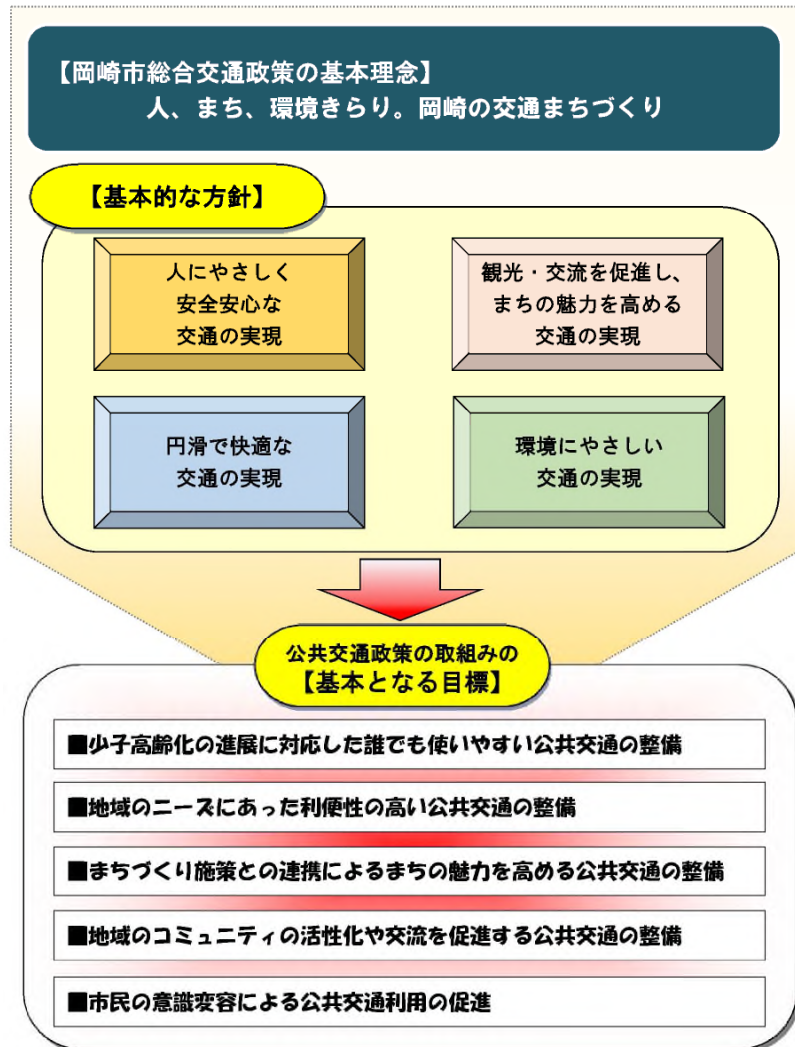 【岡崎市総合交通政策の基本理念】
人、まち、環境きらり。岡崎の交通まちづくり
【基本的な方針】
人にやさしく
安全安心な
交通の実現
観光・交流を促進し、
まちの魅力を高める
交通の実現
円滑で快適な
交通の実現
環境にやさしい
交通の実現
公共交通政策の取組みの
【基本となる目標】
■少子高齢化の進展に対応した誰でも使いやすい公共交通の整備
■地域のニーズにあった利便性の高い公共交通の整備
■まちづくり施策との連携によるまちの魅力を高める公共交通の整備
■地域のコミュニティの活性化や交流を促進する公共交通の整備
■市民の意識変容による公共交通利用の促進